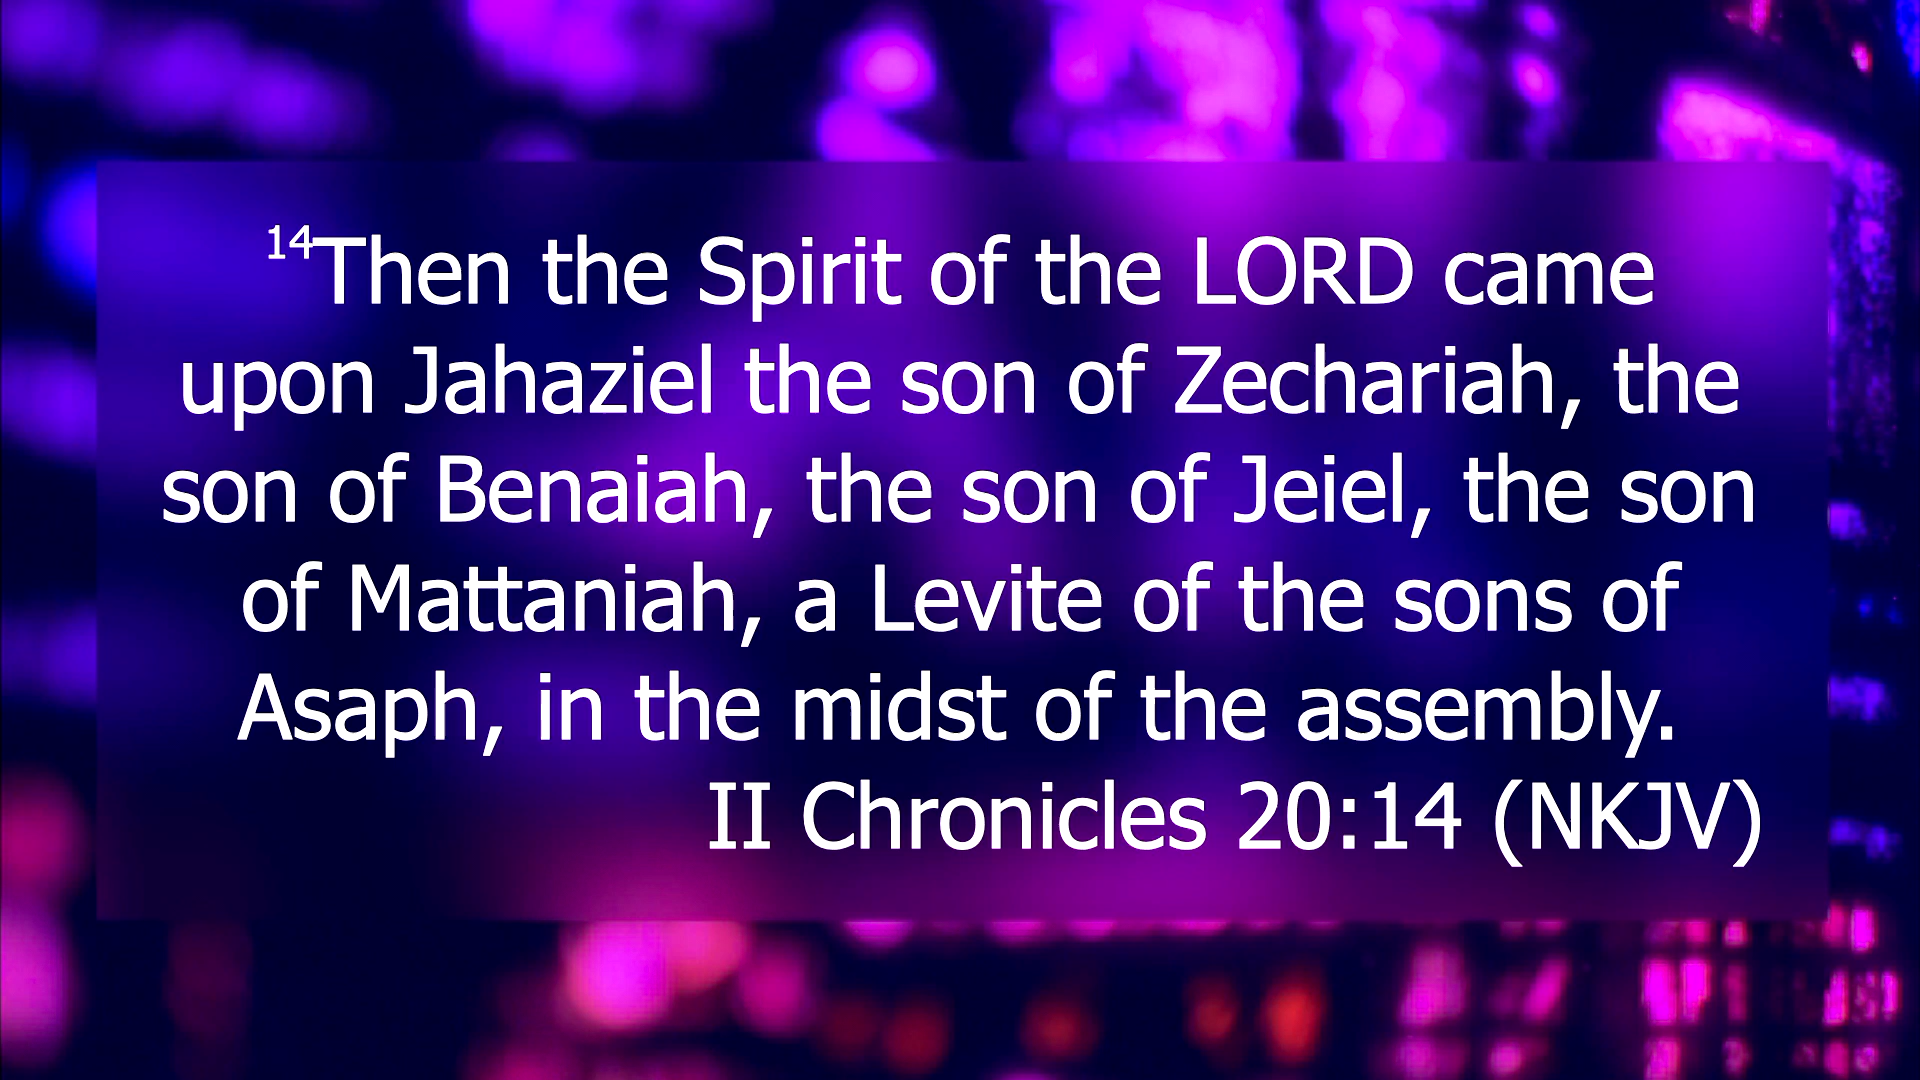 14Then the Spirit of the LORD came
upon Jahaziel the son of Zechariah, the
son of Benaiah, the son of Jeiel, the son
of Mattaniah, a Levite of the sons of
Asaph, in the midst of the assembly.
II Chronicles 20:14 (NKJV)